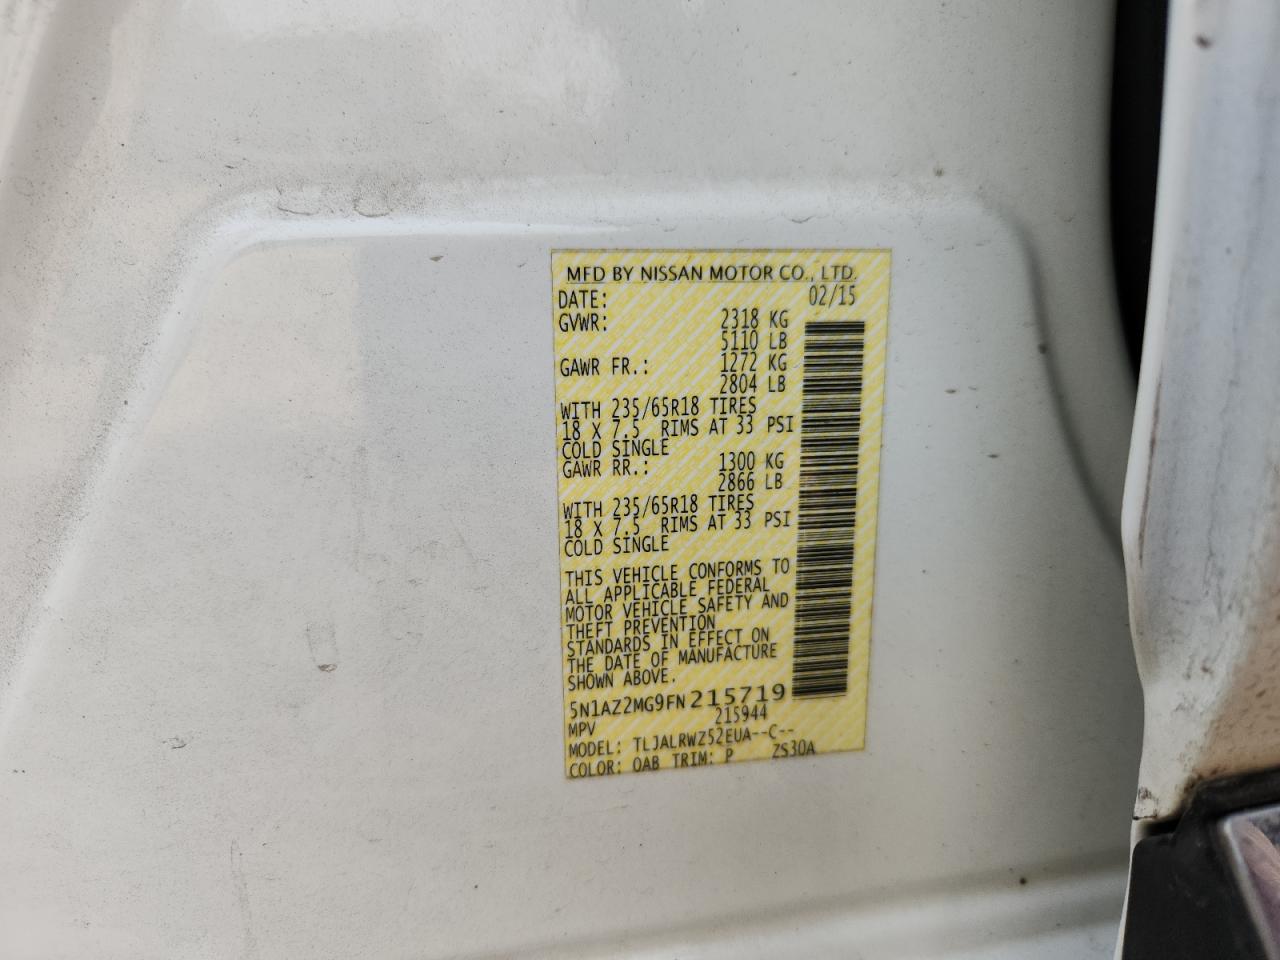 MFD BY NISSAN MOTOR CO., LTD.
DATE: 02/15
GVWR: 2318 KG
5110 LB
GAWR FR.: 1272 KG
2804 LB
WITH 235/65R18 TIRES
18 X 7.5 RIMS AT 33 PSI
COLD SINGLE
GAWR RR.: 1300 KG
2866 LB
WITH 235/65R18 TIRES
18 X 7.5 RIMS AT 33 PSI
COLD SINGLE
THIS VEHICLE CONFORMS TO
ALL APPLICABLE FEDERAL
MOTOR VEHICLE SAFETY AND
THEFT PREVENTION
STANDARDS IN EFFECT ON
THE DATE OF MANUFACTURE
SHOWN ABOVE.
5N1AZ2MG9FN215719
MPV 215944
MODEL: TLJALRWZ52EUA--C--
COLOR: QAB TRIM: P ZS30A